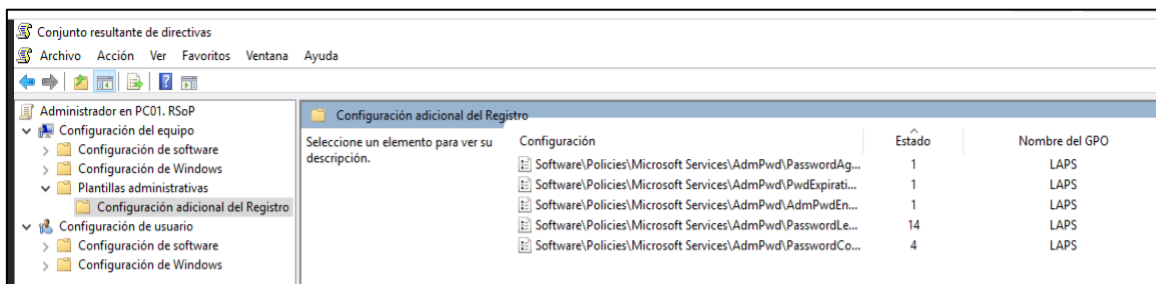 Conjunto resultante de directivas
Archivo Acción Ver Favoritos Ventana Ayuda
Administrador en PC01. RSoP
Configuración del equipo
Configuración de software
Configuración de Windows
Plantillas administrativas
Configuración adicional del Registro
Configuración de usuario
Configuración de software
Configuración de Windows
Configuración adicional del Registro
Seleccione un elemento para ver su
descripción.
Configuración Estado Nombre del GPO
Software\Policies\Microsoft Services\AdmPwd\PasswordAg... 1 LAPS
Software\Policies\Microsoft Services\AdmPwd\PwdExpirati... 1 LAPS
Software\Policies\Microsoft Services\AdmPwd\AdmPwdEn... 1 LAPS
Software\Policies\Microsoft Services\AdmPwd\PasswordLe... 14 LAPS
Software\Policies\Microsoft Services\AdmPwd\PasswordCo... 4 LAPS